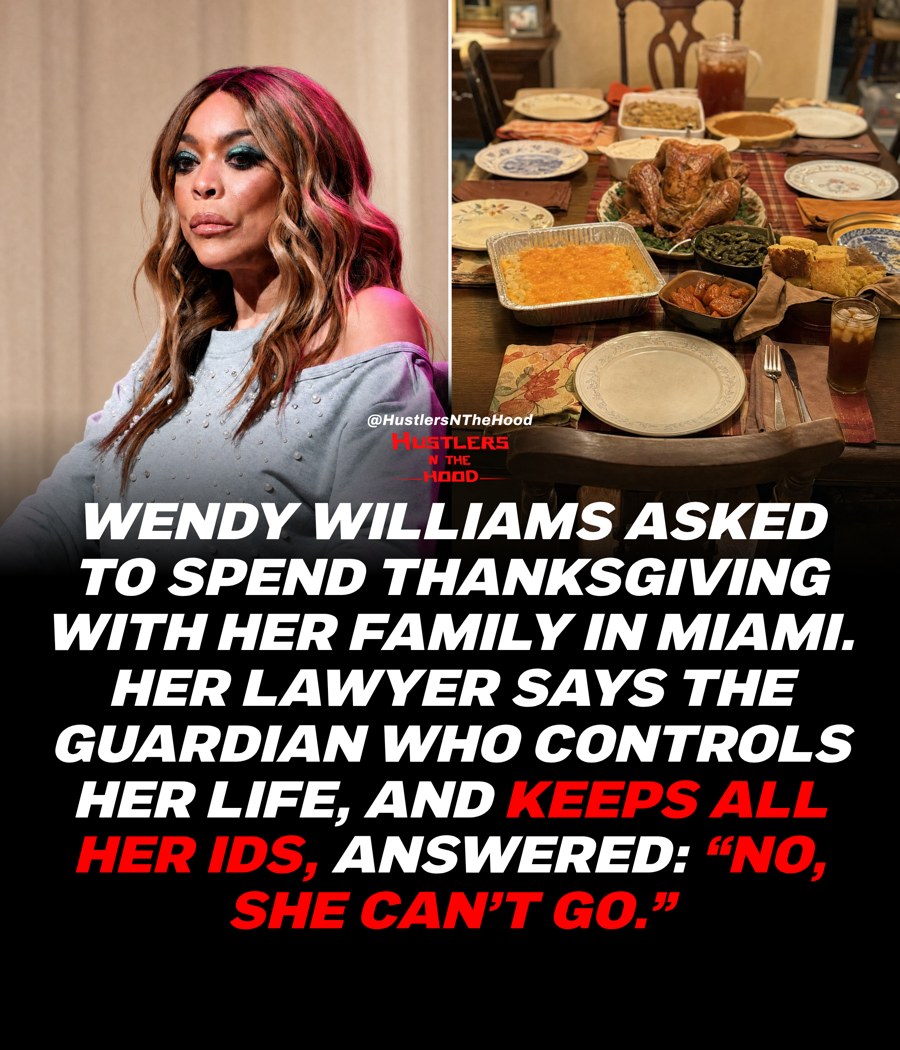 @HustlersNTheHood
HUSTLERS
N THE
HOOD
WENDY WILLIAMS ASKED
TO SPEND THANKSGIVING
WITH HER FAMILY IN MIAMI.
HER LAWYER SAYS THE
GUARDIAN WHO CONTROLS
HER LIFE, AND KEEPS ALL
HER IDS, ANSWERED: “NO,
SHE CAN’T GO.”